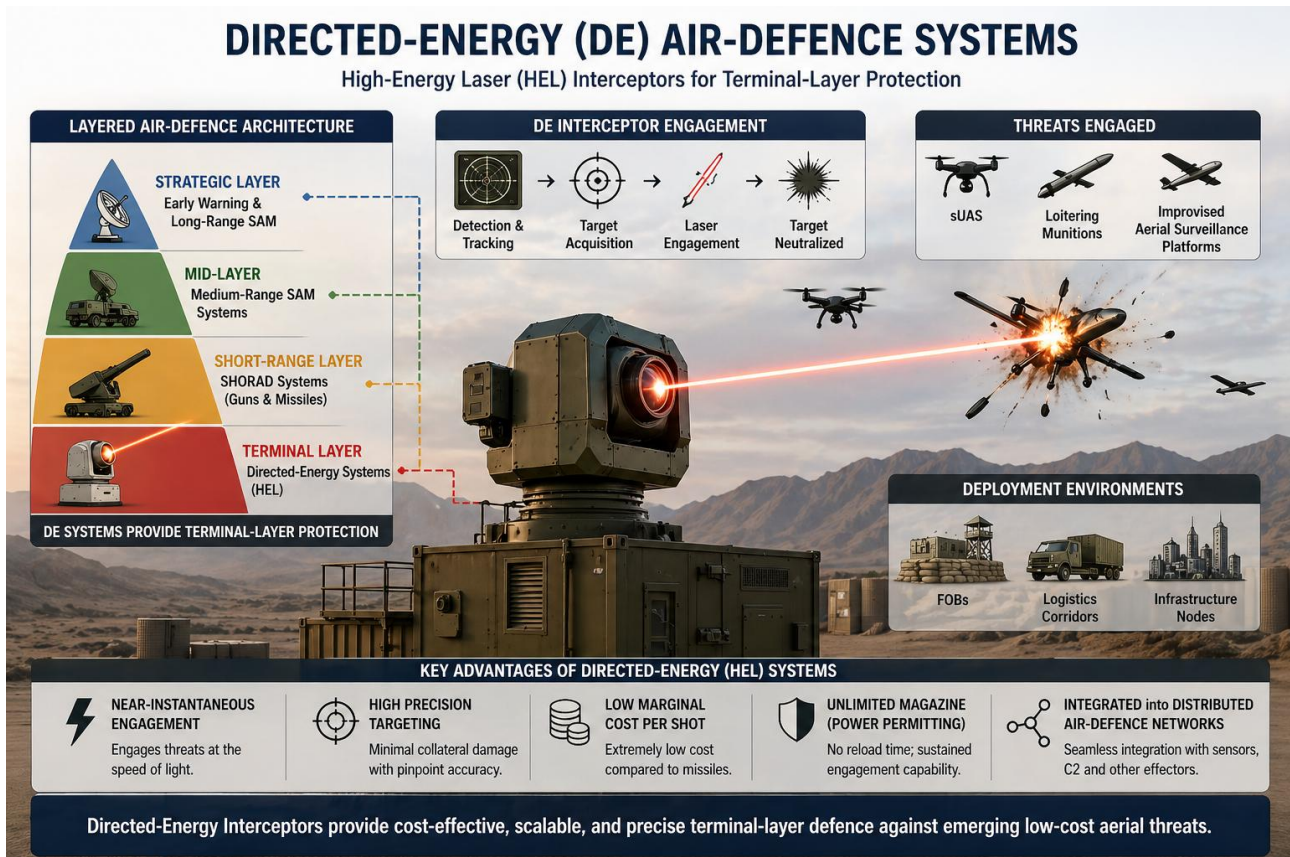 DIRECTED-ENERGY (DE) AIR-DEFENCE SYSTEMS
High-Energy Laser (HEL) Interceptors for Terminal-Layer Protection
LAYERED AIR-DEFENCE ARCHITECTURE
STRATEGIC LAYER
Early Warning &
Long-Range SAM
MID-LAYER
Medium-Range SAM
Systems
SHORT-RANGE LAYER
SHORAD Systems
(Guns & Missiles)
TERMINAL LAYER
Directed-Energy Systems
(HEL)
DE SYSTEMS PROVIDE TERMINAL-LAYER PROTECTION
DE INTERCEPTOR ENGAGEMENT
Detection &
Tracking
Target
Acquisition
Laser
Engagement
Target
Neutralized
THREATS ENGAGED
sUAS
Loitering
Munitions
Improvised
Aerial Surveillance
Platforms
DEPLOYMENT ENVIRONMENTS
FOBs
Logistics
Corridors
Infrastructure
Nodes
KEY ADVANTAGES OF DIRECTED-ENERGY (HEL) SYSTEMS
NEAR-INSTANTANEOUS
ENGAGEMENT
Engages threats at the
speed of light.
HIGH PRECISION
TARGETING
Minimal collateral damage
with pinpoint accuracy.
LOW MARGINAL
COST PER SHOT
Extremely low cost
compared to missiles.
UNLIMITED MAGAZINE
(POWER PERMITTING)
No reload time; sustained
engagement capability.
INTEGRATED into DISTRIBUTED
AIR-DEFENCE NETWORKS
Seamless integration with sensors,
C2 and other effectors.
Directed-Energy Interceptors provide cost-effective, scalable, and precise terminal-layer defence against emerging low-cost aerial threats.